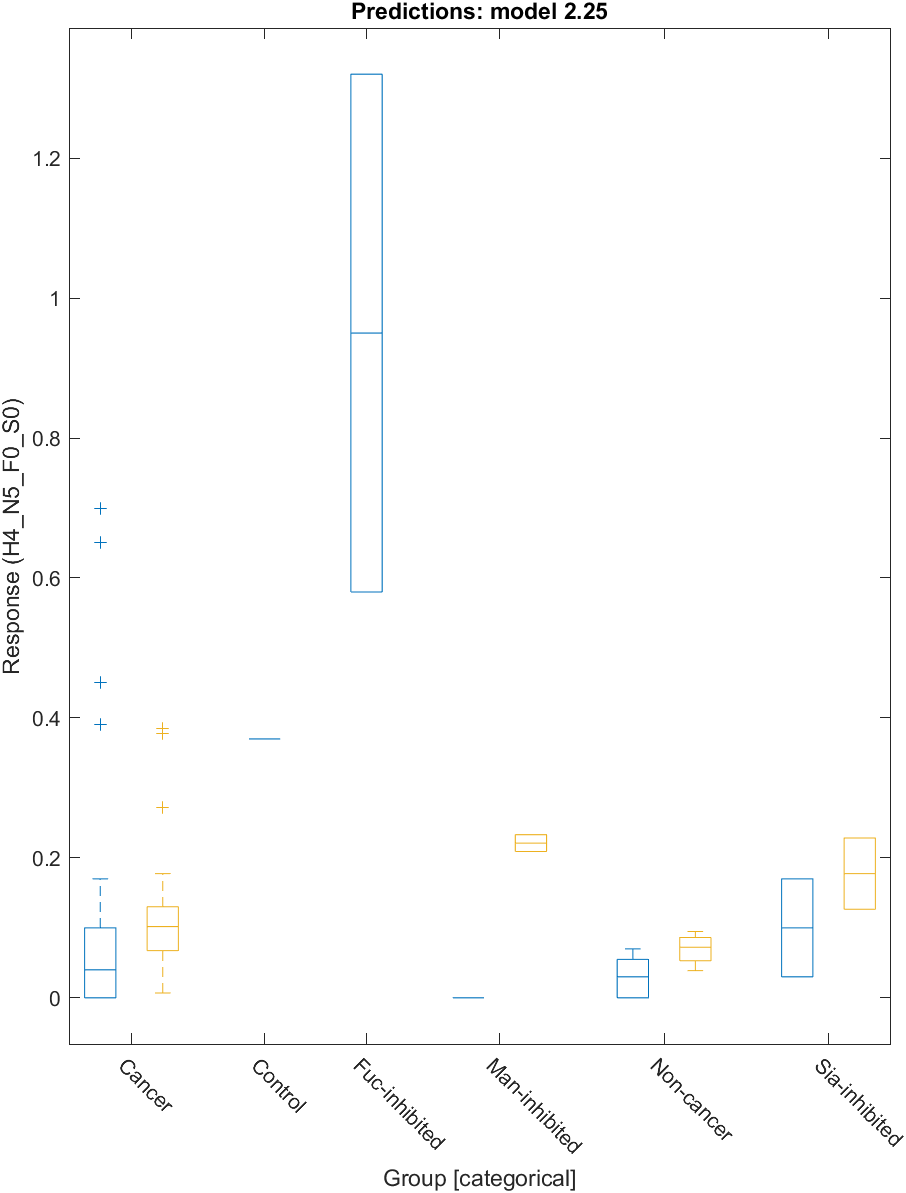 Predictions: model 2.25
Response (H4_N5_F0_S0)
1.2
1
0.8
0.6
0.4
0.2
0
Cancer
Control
Fuc-inhibited
Man-inhibited
Non-cancer
Sia-inhibited
Group [categorical]